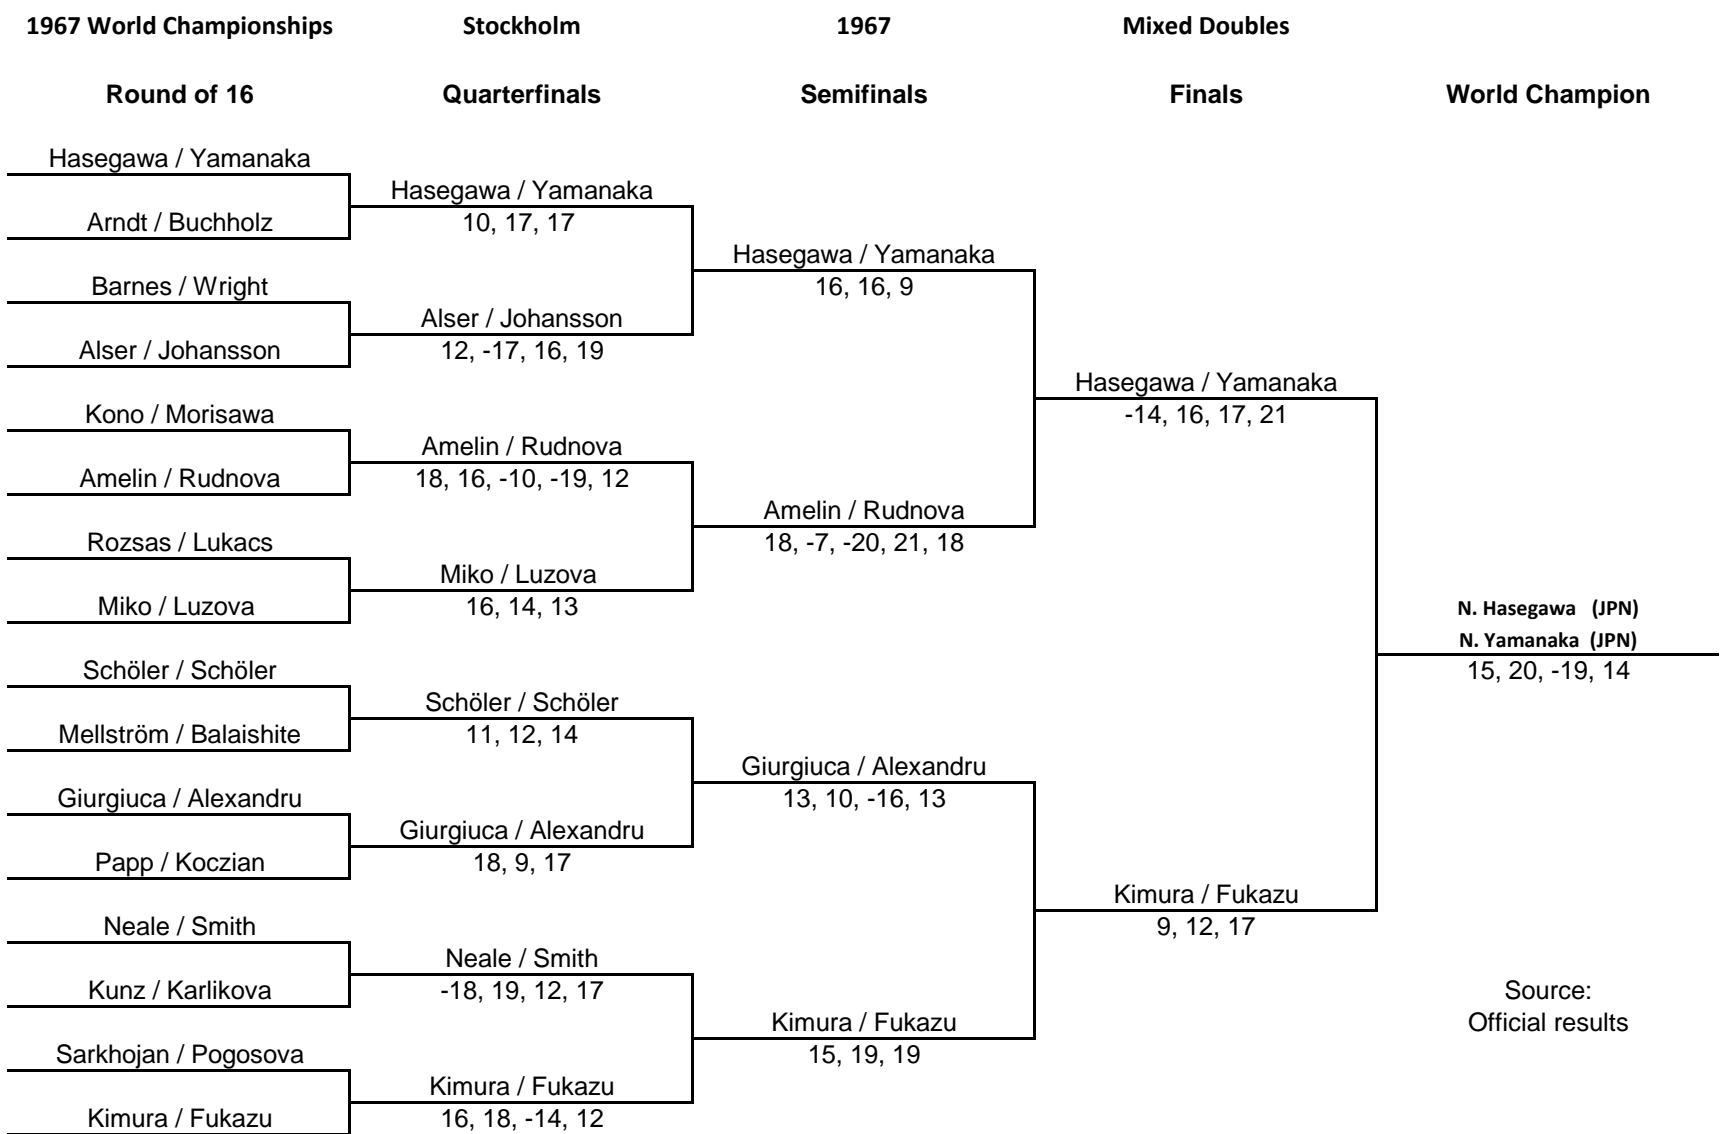 1967 World Championships Stockholm 1967 Mixed Doubles
Round of 16 Quarterfinals Semifinals Finals World Champion
Hasegawa / Yamanaka
Arndt / Buchholz
Barnes / Wright
Alser / Johansson
Kono / Morisawa
Amelin / Rudnova
Rozsas / Lukacs
Miko / Luzova
Schöler / Schöler
Mellström / Balaishite
Giurgiuca / Alexandru
Papp / Koczian
Neale / Smith
Kunz / Karlikova
Sarkhojan / Pogosova
Kimura / Fukazu
Hasegawa / Yamanaka
10, 17, 17
Alser / Johansson
12, -17, 16, 19
Amelin / Rudnova
18, 16, -10, -19, 12
Miko / Luzova
16, 14, 13
Schöler / Schöler
11, 12, 14
Giurgiuca / Alexandru
18, 9, 17
Neale / Smith
-18, 19, 12, 17
Kimura / Fukazu
16, 18, -14, 12
Hasegawa / Yamanaka
16, 16, 9
Amelin / Rudnova
18, -7, -20, 21, 18
Giurgiuca / Alexandru
13, 10, -16, 13
Kimura / Fukazu
15, 19, 19
Hasegawa / Yamanaka
-14, 16, 17, 21
Kimura / Fukazu
9, 12, 17
N. Hasegawa (JPN)
N. Yamanaka (JPN)
15, 20, -19, 14
Source:
Official results